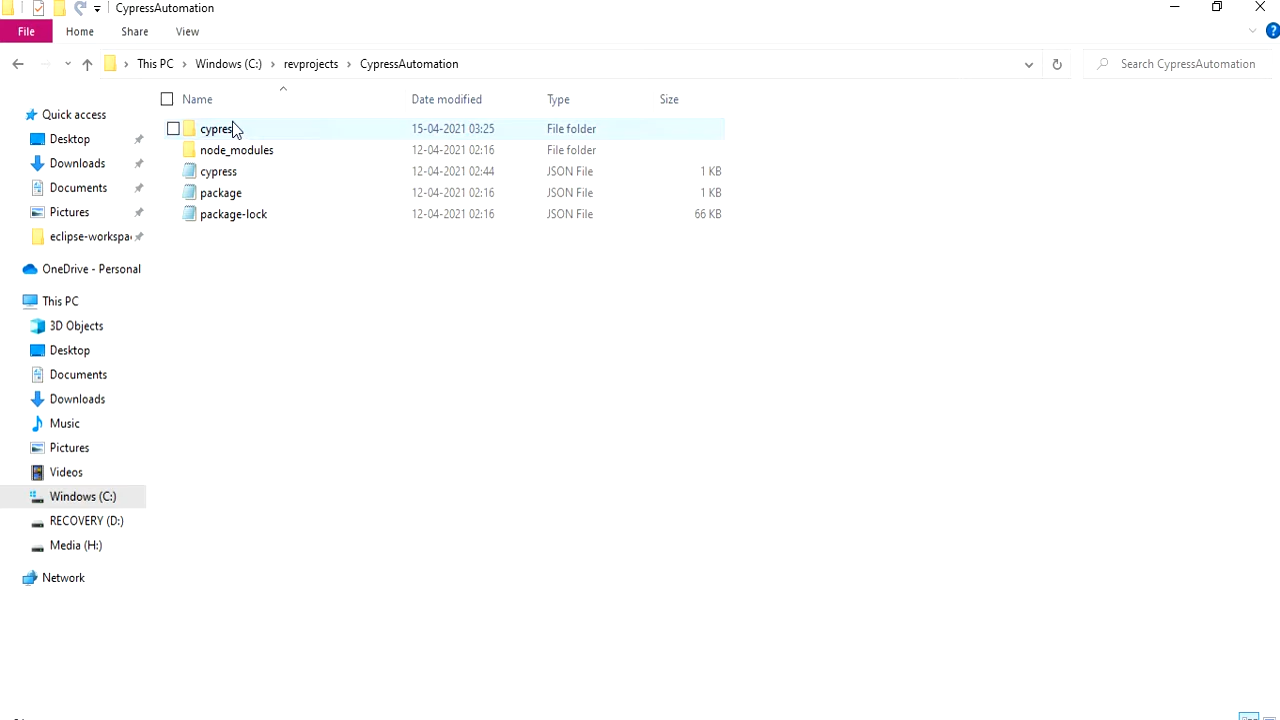 CypressAutomation
File Home Share View
This PC Windows (C:) revprojects CypressAutomation
Search CypressAutomation
Name Date modified Type Size
Quick access
Desktop
Downloads
Documents
Pictures
eclipse-workspa
OneDrive - Personal
This PC
3D Objects
Desktop
Documents
Downloads
Music
Pictures
Videos
Windows (C:)
RECOVERY (D:)
Media (H:)
Network
cypres 15-04-2021 03:25 File folder
node_modules 12-04-2021 02:16 File folder
cypress 12-04-2021 02:44 JSON File 1 KB
package 12-04-2021 02:16 JSON File 1 KB
package-lock 12-04-2021 02:16 JSON File 66 KB